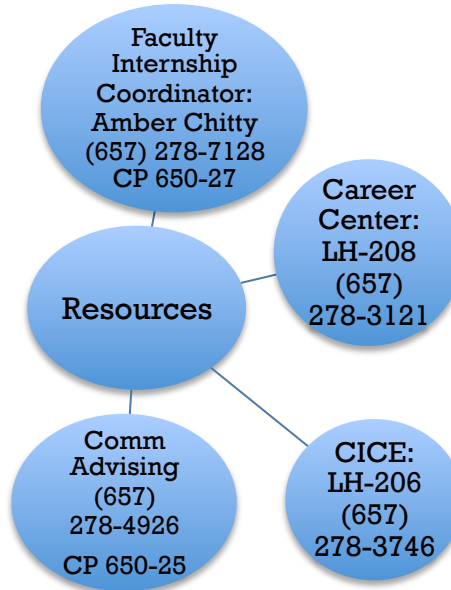 Faculty
Internship
Coordinator:
Amber Chitty
(657) 278-7128
CP 650-27
Career
Center:
LH-208
(657)
278-3121
Resources
Comm
Advising
(657)
278-4926
CP 650-25
CICE:
LH-206
(657)
278-3746